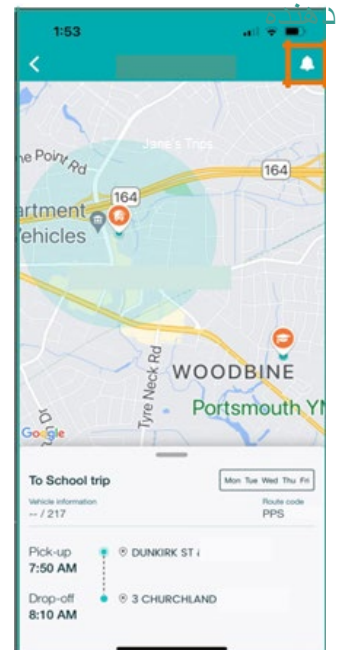 1:53
Jane's Trips
ne Point Rd
164
164
artment
ehicles
Tyre Neck Rd
WOODBINE
Portsmouth Y
Google
To School trip
Mon Tue Wed Thu Fri
Vehicle information
Route code
-- / 217
PPS
Pick-up
DUNKIRK ST
7:50 AM
Drop-off
3 CHURCHLAND
8:10 AM